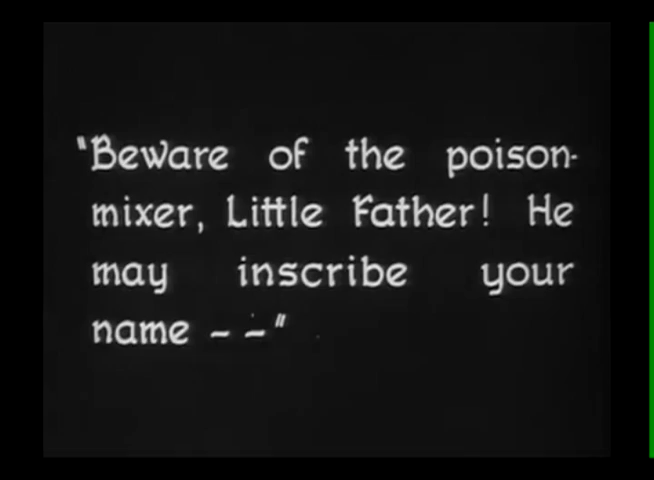 "Beware of the poison-
mixer, Little Father! He
may inscribe your
name - -"